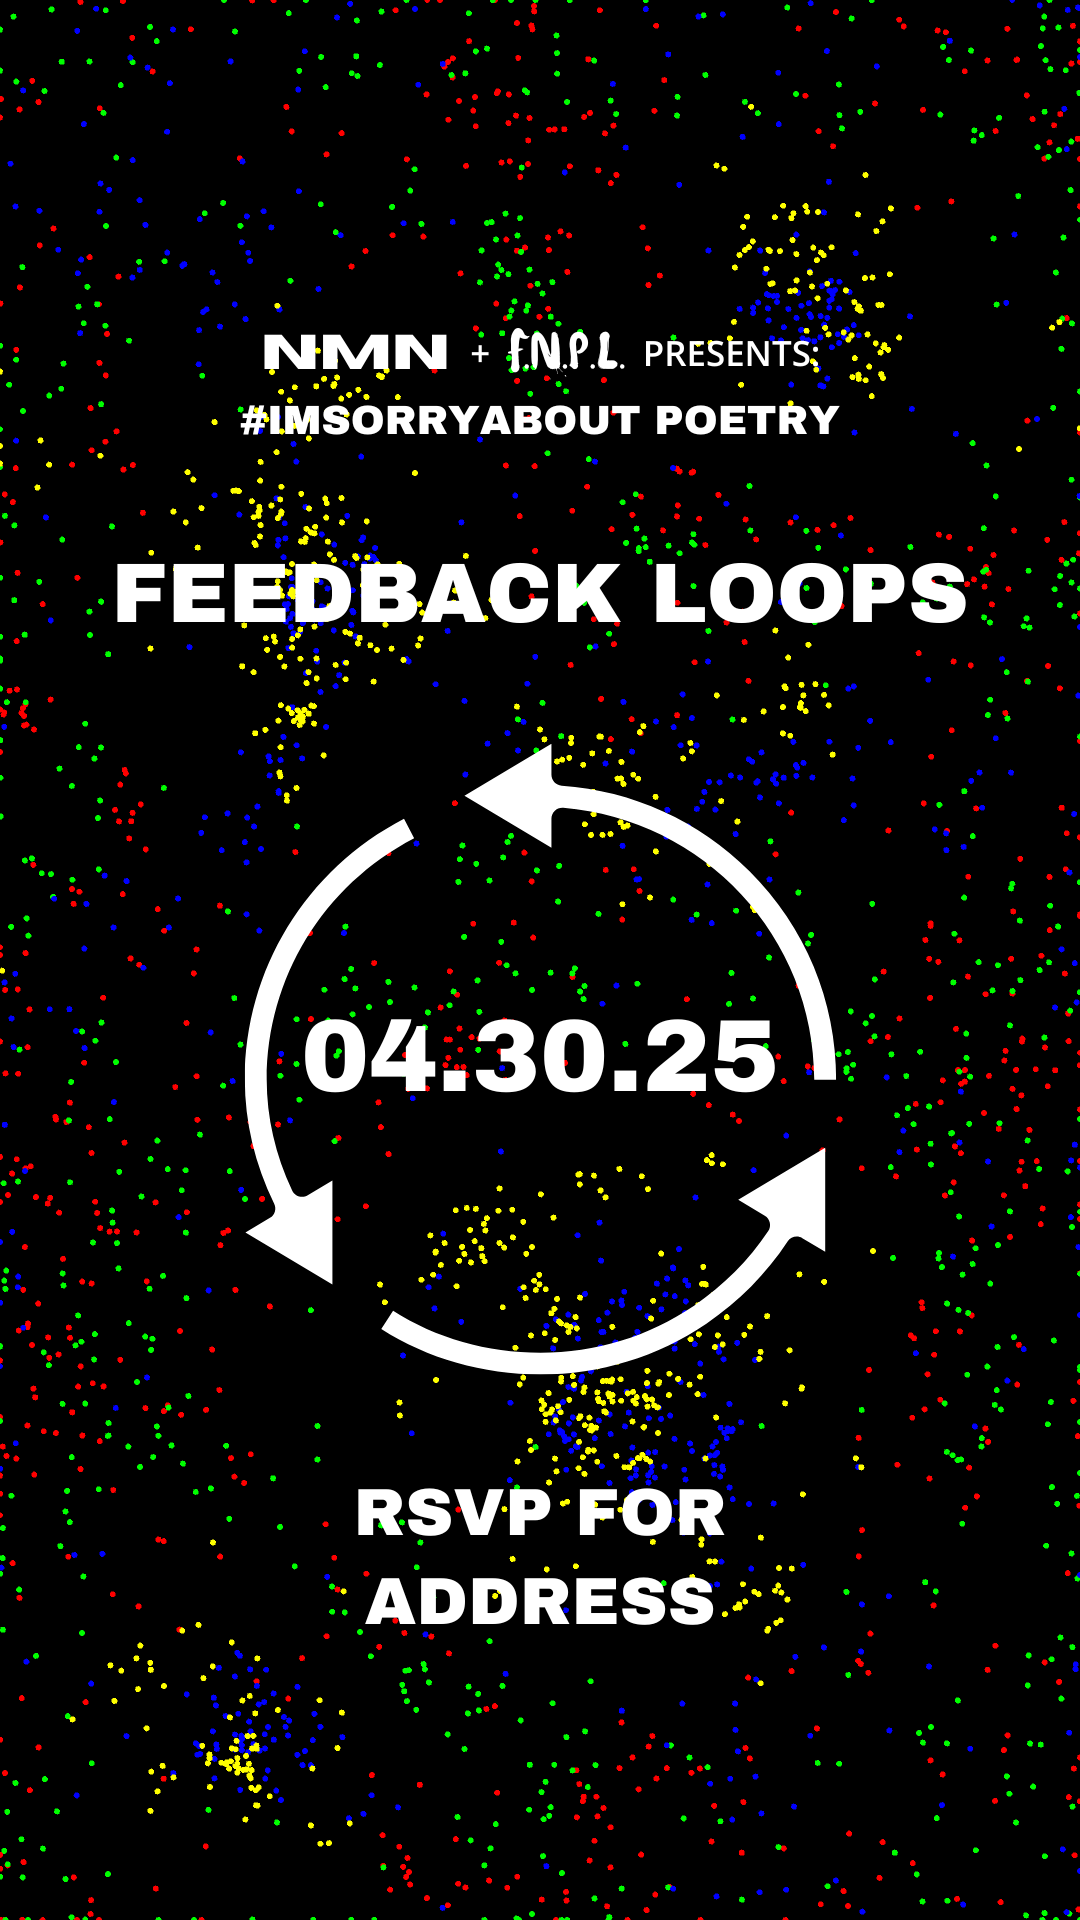 NMN + f.N.P.L. PRESENTS:
#IMSORRYABOUT POETRY
FEEDBACK LOOPS
04.30.25
RSVP FOR
ADDRESS